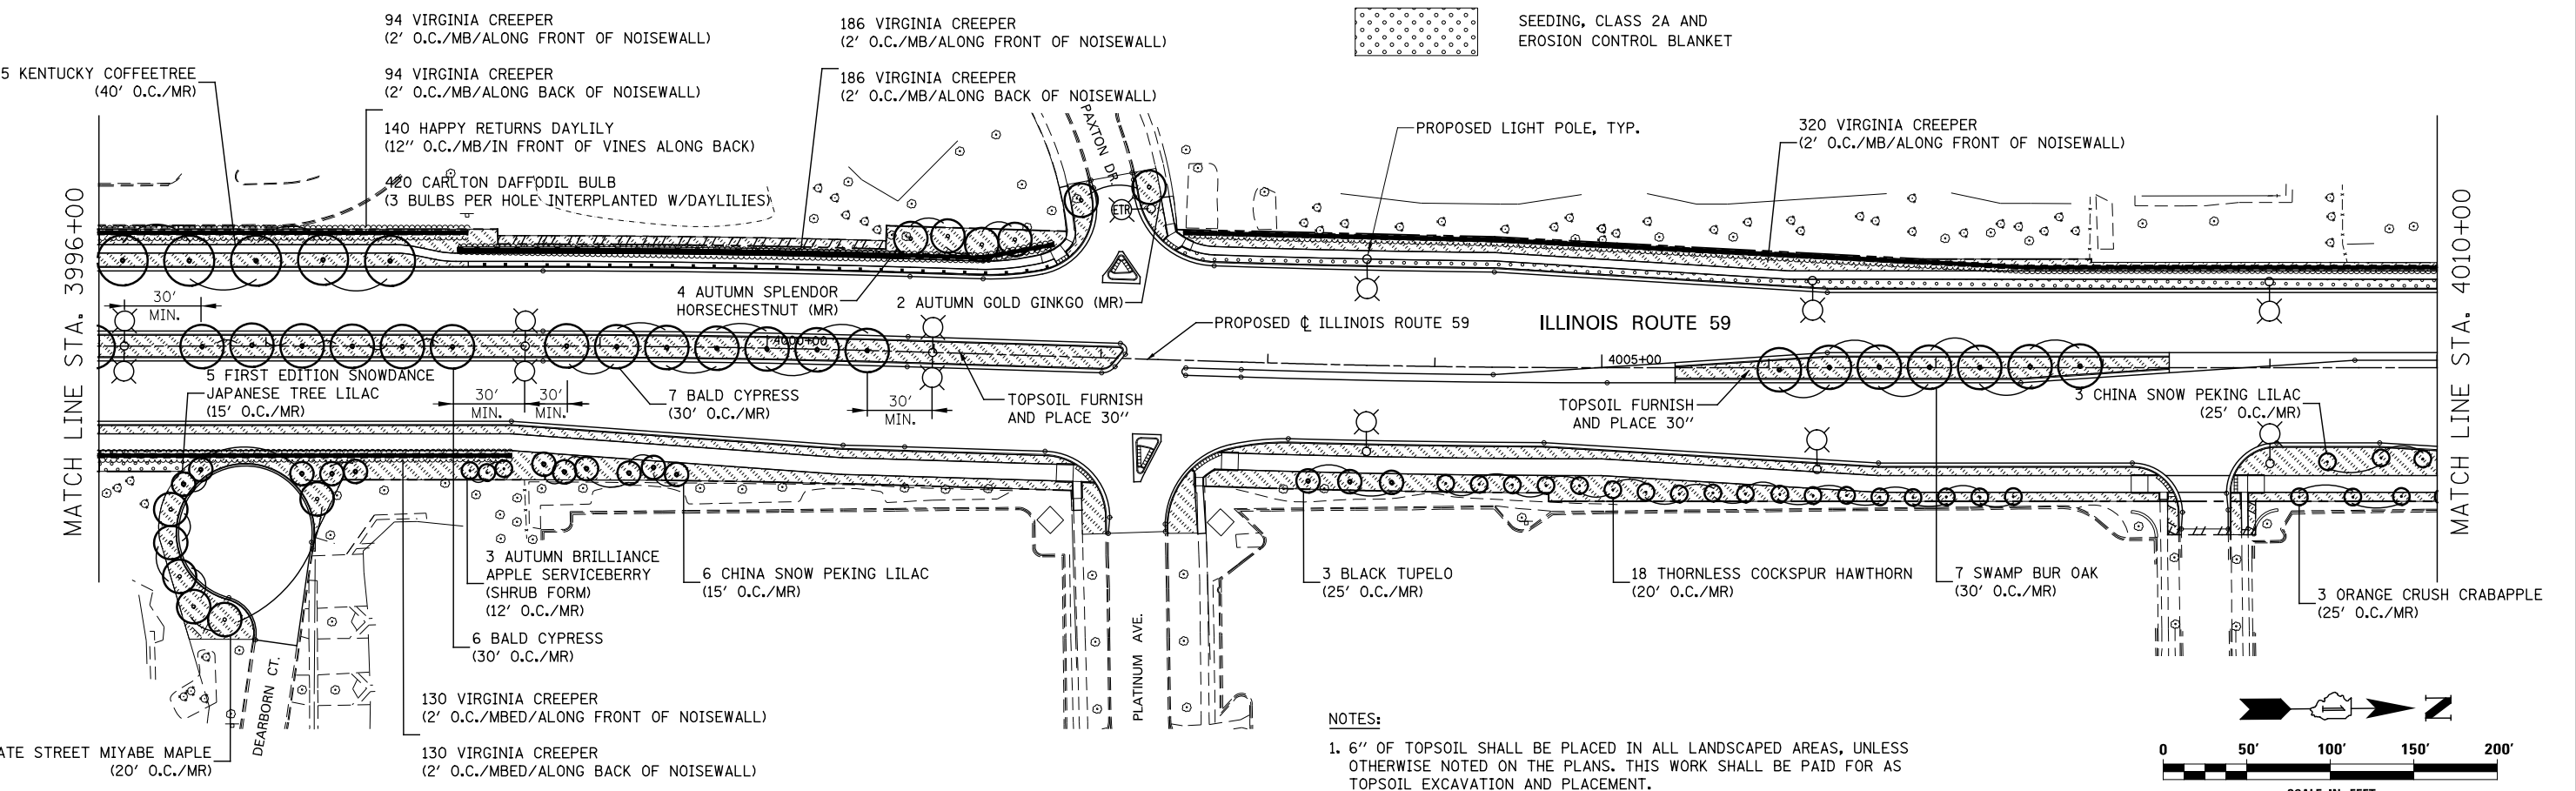 94 VIRGINIA CREEPER
(2' O.C./MB/ALONG FRONT OF NOISEWALL)
186 VIRGINIA CREEPER
(2' O.C./MB/ALONG FRONT OF NOISEWALL)
SEEDING, CLASS 2A AND
EROSION CONTROL BLANKET
5 KENTUCKY COFFEETREE
(40' O.C./MR)
94 VIRGINIA CREEPER
(2' O.C./MB/ALONG BACK OF NOISEWALL)
186 VIRGINIA CREEPER
(2' O.C./MB/ALONG BACK OF NOISEWALL)
140 HAPPY RETURNS DAYLILY
(12" O.C./MB/IN FRONT OF VINES ALONG BACK)
420 CARLTON DAFFODIL BULB
(3 BULBS PER HOLE INTERPLANTED W/DAYLILIES)
PAXTON DR.
ETR
PROPOSED LIGHT POLE, TYP.
320 VIRGINIA CREEPER
(2' O.C./MB/ALONG FRONT OF NOISEWALL)
MATCH LINE STA. 3996+00
MATCH LINE STA. 4010+00
30'
MIN.
4 AUTUMN SPLENDOR
HORSECHESTNUT (MR)
2 AUTUMN GOLD GINKGO (MR)
PROPOSED ℄ ILLINOIS ROUTE 59
ILLINOIS ROUTE 59
4000+00
4005+00
5 FIRST EDITION SNOWDANCE
JAPANESE TREE LILAC
(15' O.C./MR)
30'
MIN.
30'
MIN.
7 BALD CYPRESS
(30' O.C./MR)
30'
MIN.
TOPSOIL FURNISH
AND PLACE 30"
TOPSOIL FURNISH
AND PLACE 30"
3 CHINA SNOW PEKING LILAC
(25' O.C./MR)
3 AUTUMN BRILLIANCE
APPLE SERVICEBERRY
(SHRUB FORM)
(12' O.C./MR)
6 CHINA SNOW PEKING LILAC
(15' O.C./MR)
3 BLACK TUPELO
(25' O.C./MR)
18 THORNLESS COCKSPUR HAWTHORN
(20' O.C./MR)
7 SWAMP BUR OAK
(30' O.C./MR)
3 ORANGE CRUSH CRABAPPLE
(25' O.C./MR)
6 BALD CYPRESS
(30' O.C./MR)
DEARBORN CT.
PLATINUM AVE.
130 VIRGINIA CREEPER
(2' O.C./MBED/ALONG FRONT OF NOISEWALL)
130 VIRGINIA CREEPER
(2' O.C./MBED/ALONG BACK OF NOISEWALL)
ATE STREET MIYABE MAPLE
(20' O.C./MR)
NOTES:
1. 6" OF TOPSOIL SHALL BE PLACED IN ALL LANDSCAPED AREAS, UNLESS
OTHERWISE NOTED ON THE PLANS. THIS WORK SHALL BE PAID FOR AS
TOPSOIL EXCAVATION AND PLACEMENT.
N
0 50' 100' 150' 200'